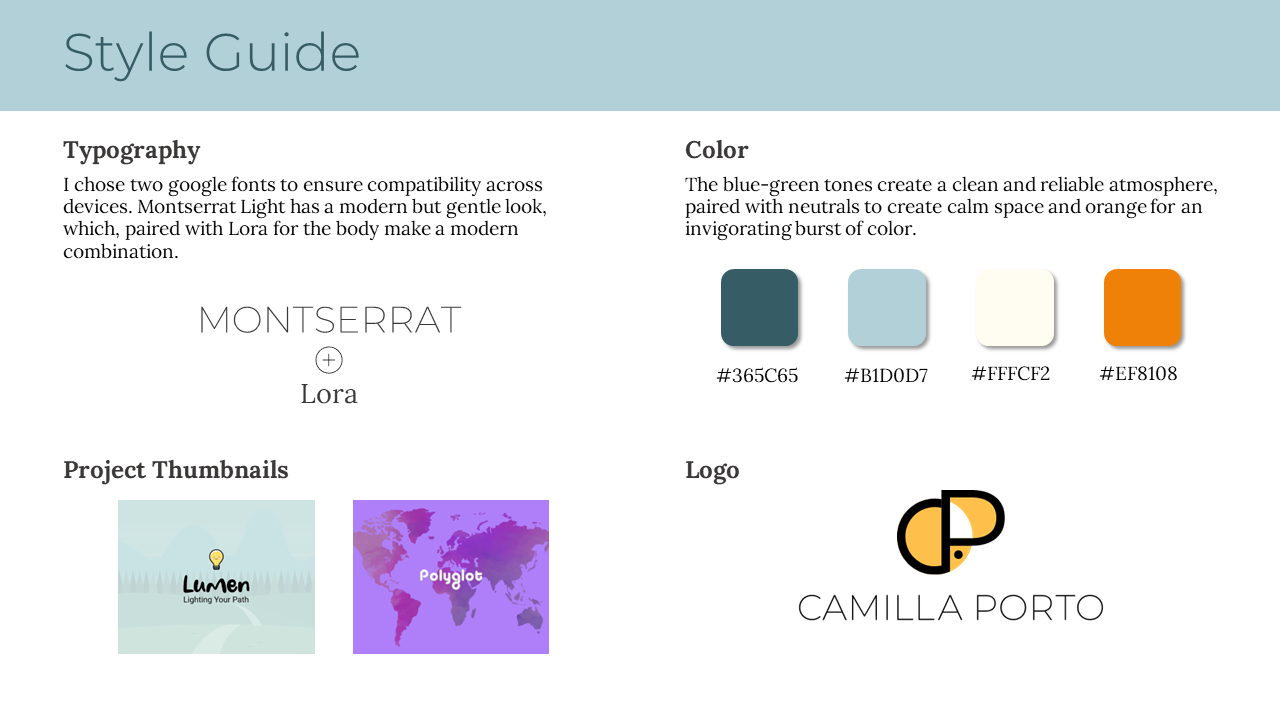 Style Guide
Typography
I chose two google fonts to ensure compatibility across
devices. Montserrat Light has a modern but gentle look,
which, paired with Lora for the body make a modern
combination.
MONTSERRAT
Lora
Color
The blue-green tones create a clean and reliable atmosphere,
paired with neutrals to create calm space and orange for an
invigorating burst of color.
#365C65
#B1D0D7
#FFFCF2
#EF8108
Project Thumbnails
Lumen
Lighting Your Path
Polyglot
Logo
CP
CAMILLA PORTO